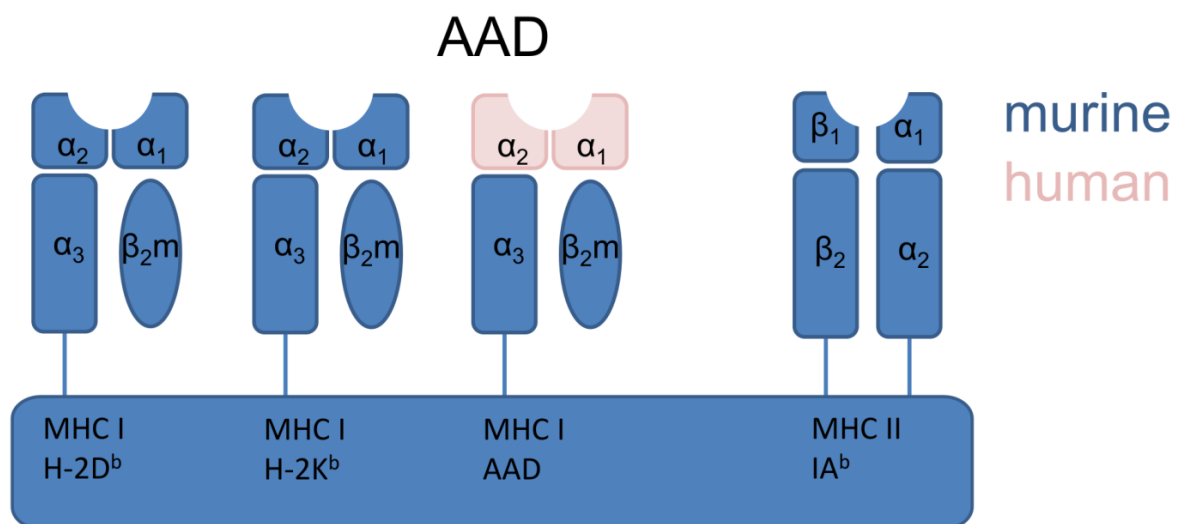 AAD
α₂ α₁ α₂ α₁ α₂ α₁ β₁ α₁
murine
human
α₃ β₂m α₃ β₂m α₃ β₂m β₂ α₂
MHC I MHC I MHC I MHC II
H-2Dᵇ H-2Kᵇ AAD IAᵇ